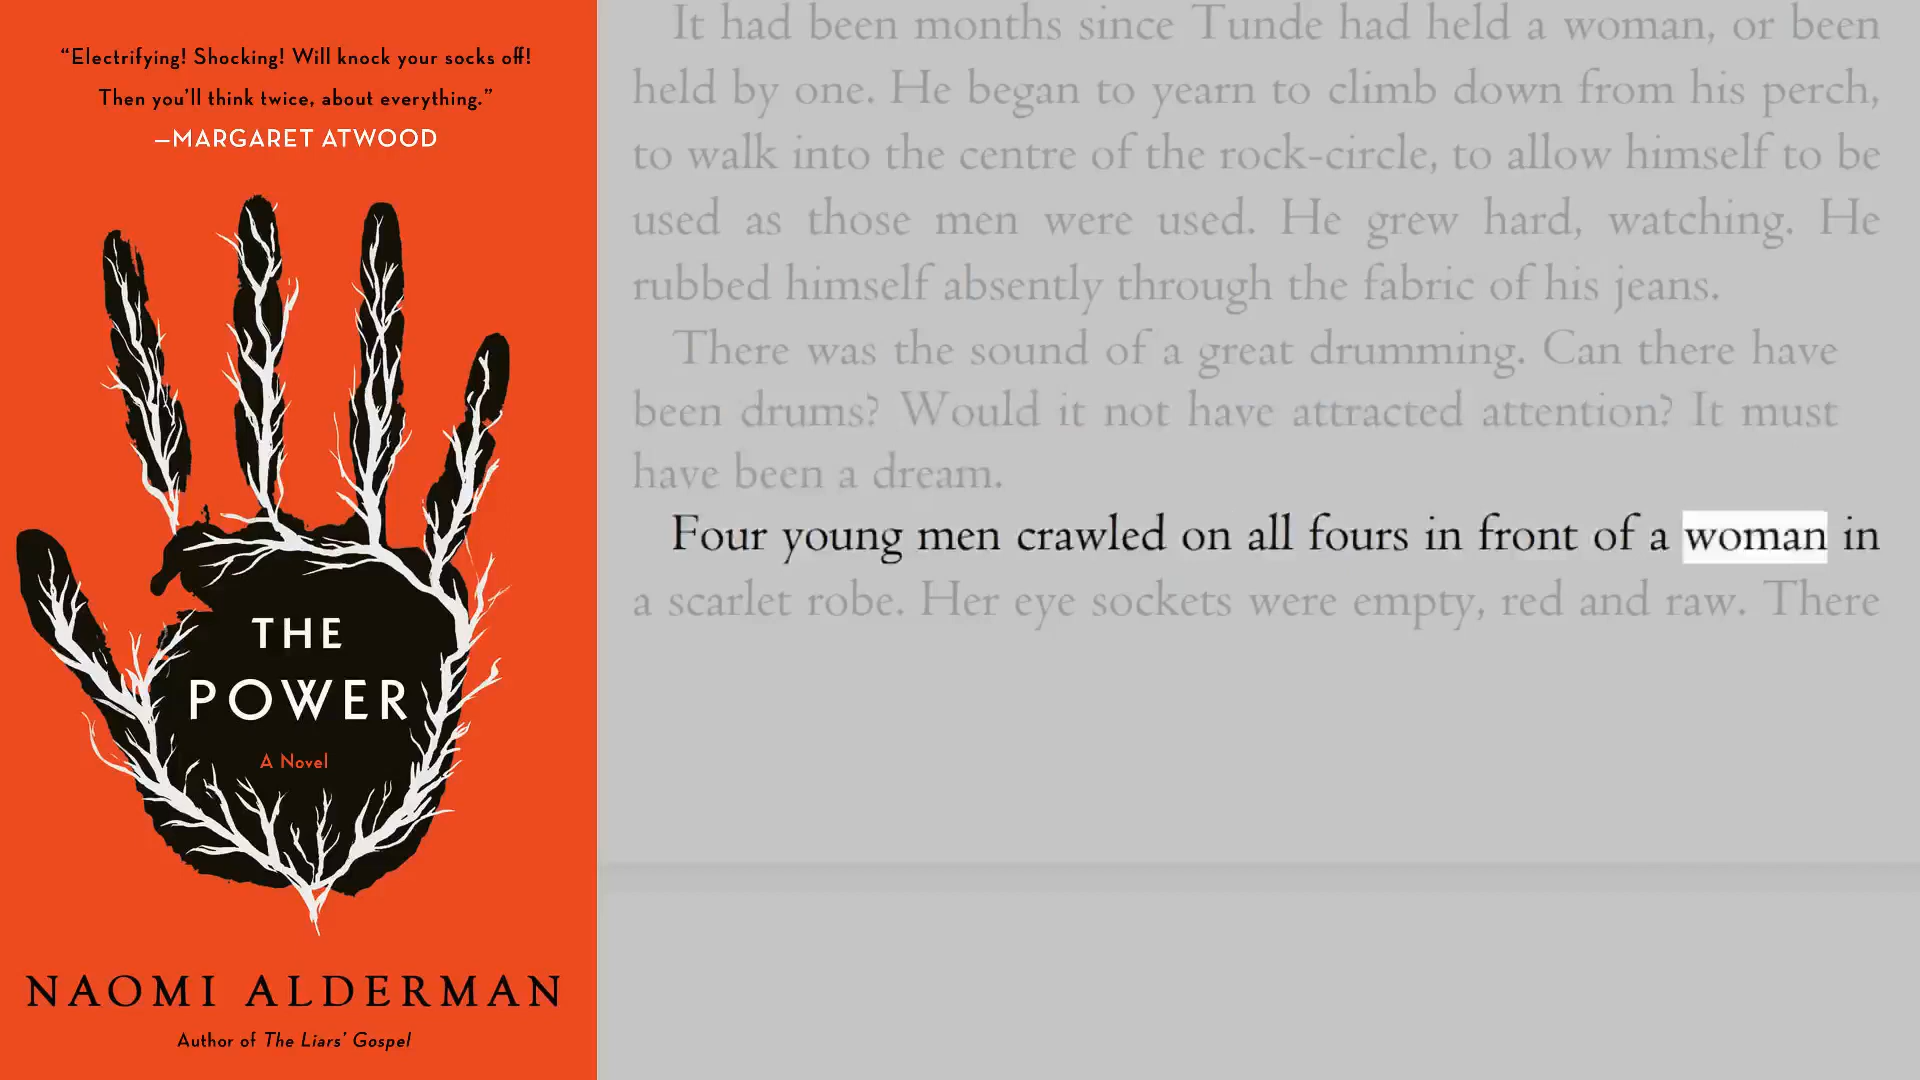 “Electrifying! Shocking! Will knock your socks off!
Then you’ll think twice, about everything.”
—MARGARET ATWOOD
THE
POWER
A Novel
NAOMI ALDERMAN
Author of The Liars’ Gospel
It had been months since Tunde had held a woman, or been
held by one. He began to yearn to climb down from his perch,
to walk into the centre of the rock-circle, to allow himself to be
used as those men were used. He grew hard, watching. He
rubbed himself absently through the fabric of his jeans.
There was the sound of a great drumming. Can there have
been drums? Would it not have attracted attention? It must
have been a dream.
Four young men crawled on all fours in front of a woman in
a scarlet robe. Her eye sockets were empty, red and raw. There